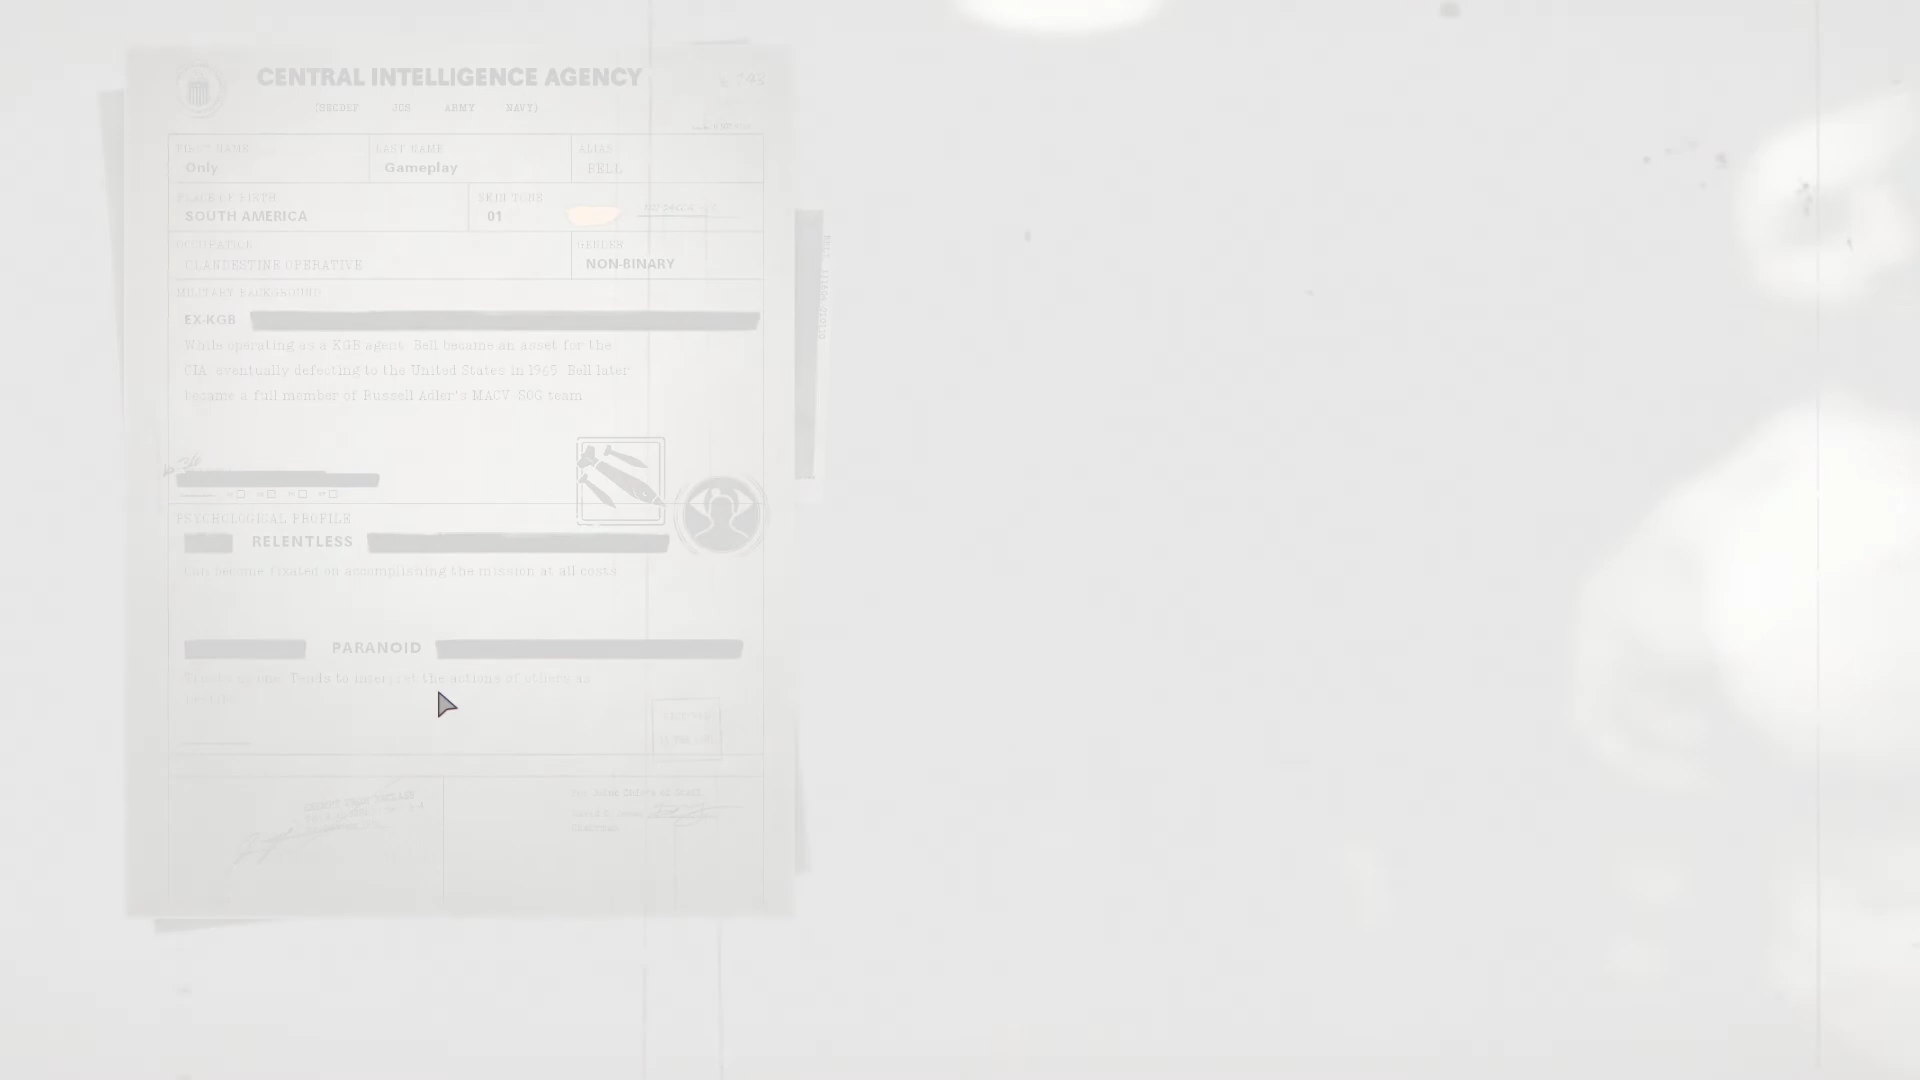 CENTRAL INTELLIGENCE AGENCY
(SECDEF JCS ARMY NAVY)
FIRST NAME LAST NAME ALIAS
Only Gameplay BELL
PLACE OF BIRTH SKIN TONE
SOUTH AMERICA 01
OCCUPATION GENDER
CLANDESTINE OPERATIVE NON-BINARY
MILITARY BACKGROUND
EX-KGB
While operating as a KGB agent, Bell became an asset for the
CIA, eventually defecting to the United States in 1965. Bell later
became a full member of Russell Adler's MACV-SOG team.
PSYCHOLOGICAL PROFILE
RELENTLESS
Can become fixated on accomplishing the mission at all costs.
PARANOID
Tends to interpret the actions of others as